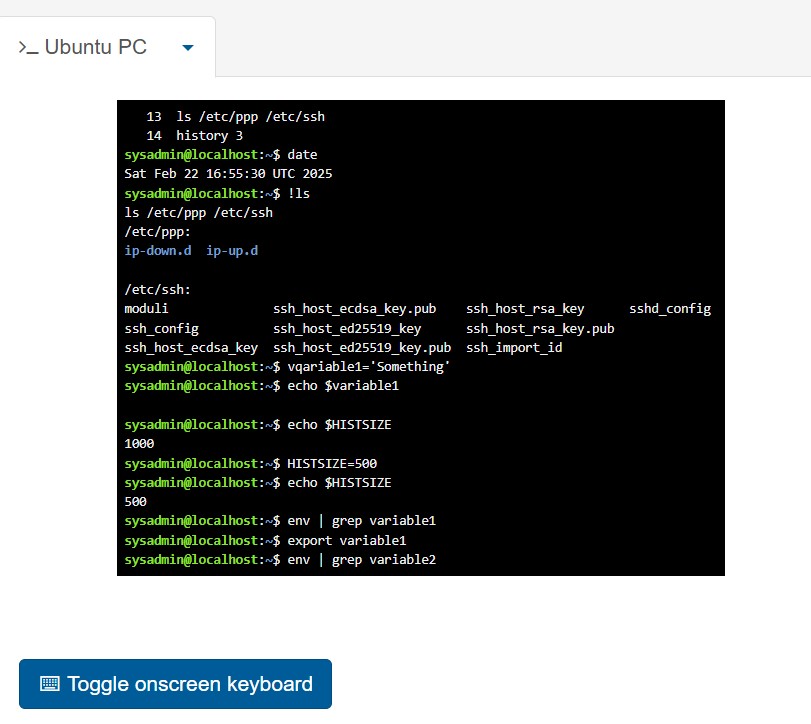 >_ Ubuntu PC
13  ls /etc/ppp /etc/ssh
14  history 3
sysadmin@localhost:~$ date
Sat Feb 22 16:55:30 UTC 2025
sysadmin@localhost:~$ !ls
ls /etc/ppp /etc/ssh
/etc/ppp:
ip-down.d  ip-up.d
/etc/ssh:
moduli              ssh_host_ecdsa_key.pub    ssh_host_rsa_key      sshd_config
ssh_config          ssh_host_ed25519_key      ssh_host_rsa_key.pub
ssh_host_ecdsa_key  ssh_host_ed25519_key.pub  ssh_import_id
sysadmin@localhost:~$ vqariable1='Something'
sysadmin@localhost:~$ echo $variable1
sysadmin@localhost:~$ echo $HISTSIZE
1000
sysadmin@localhost:~$ HISTSIZE=500
sysadmin@localhost:~$ echo $HISTSIZE
500
sysadmin@localhost:~$ env | grep variable1
sysadmin@localhost:~$ export variable1
sysadmin@localhost:~$ env | grep variable2
Toggle onscreen keyboard